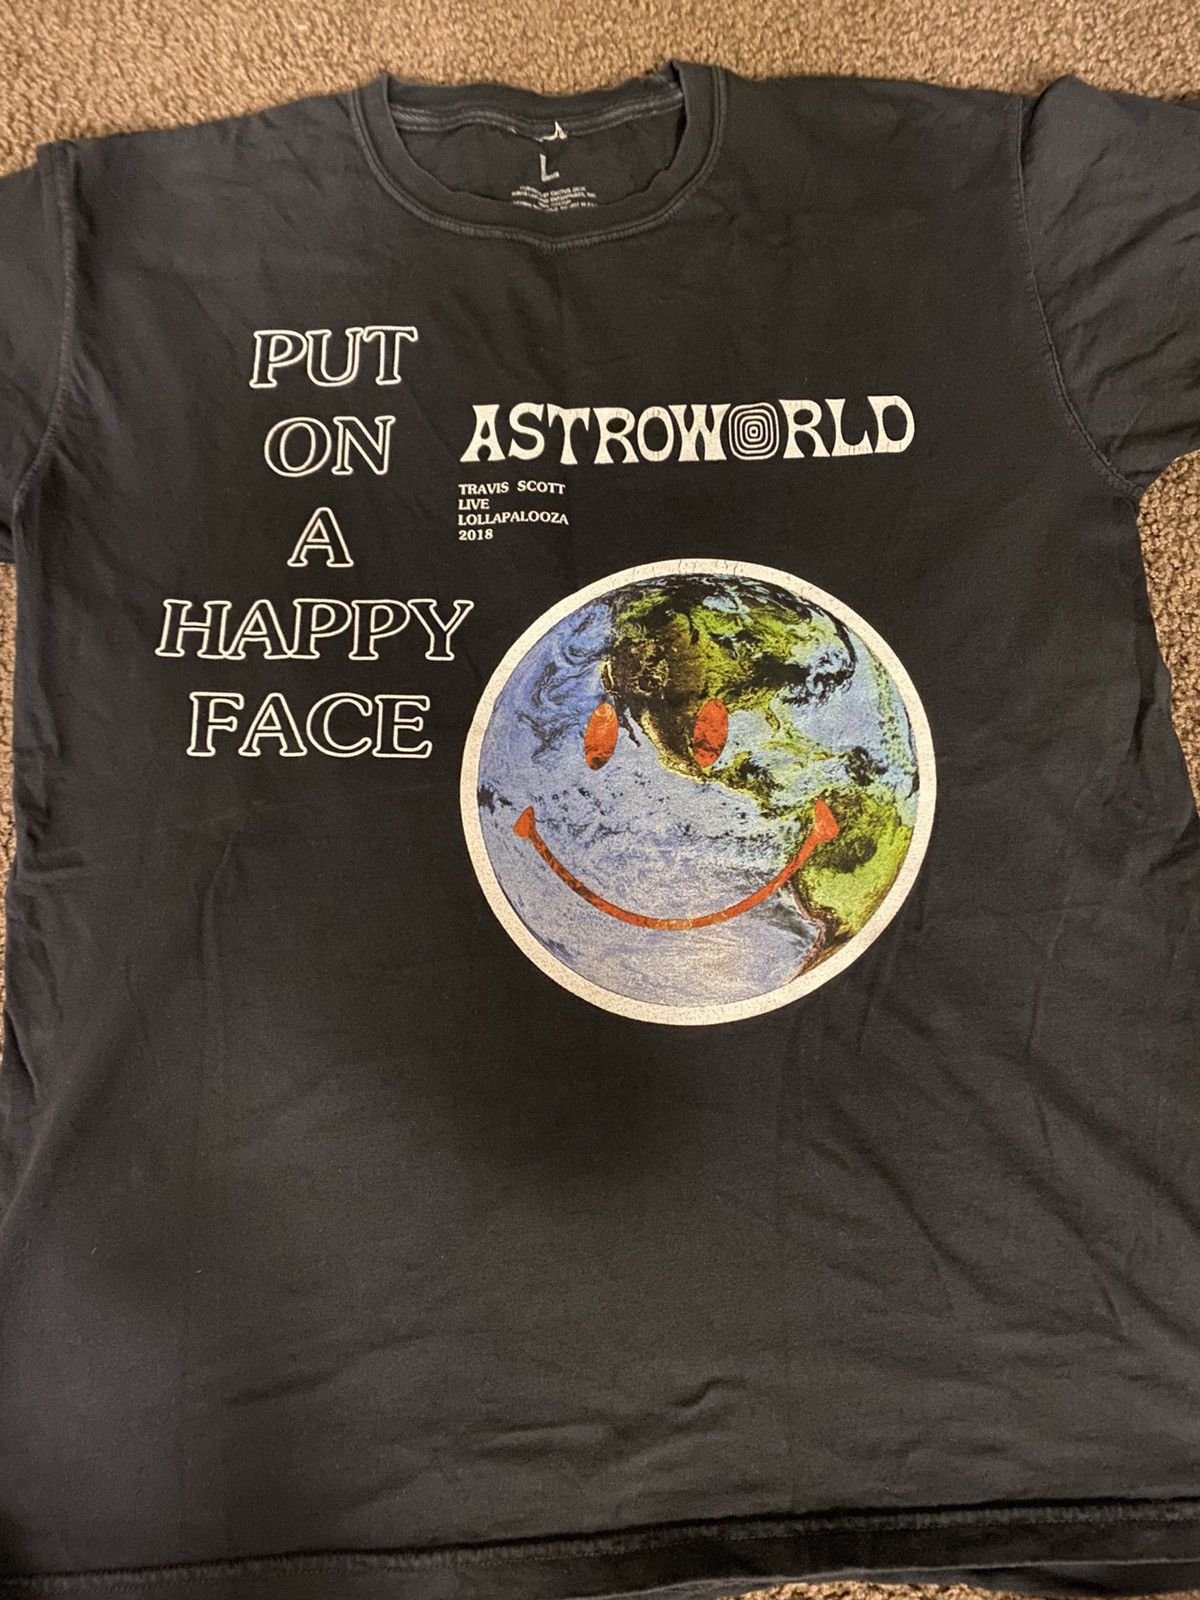 L
PUT
ON
A
HAPPY
FACE
ASTROWORLD
TRAVIS SCOTT
LIVE
LOLLAPALOOZA
2018